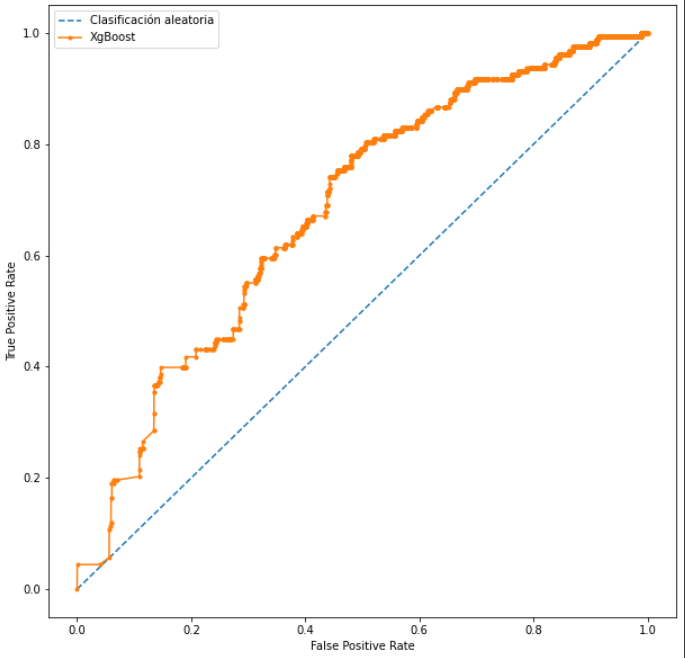 Clasificación aleatoria
XgBoost
1.0
0.8
0.6
0.4
0.2
0.0
True Positive Rate
0.0 0.2 0.4 0.6 0.8 1.0
False Positive Rate